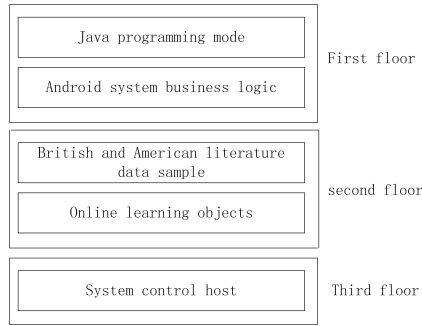 Java programming mode
Android system business logic
First floor
British and American literature
data sample
Online learning objects
second floor
System control host
Third floor